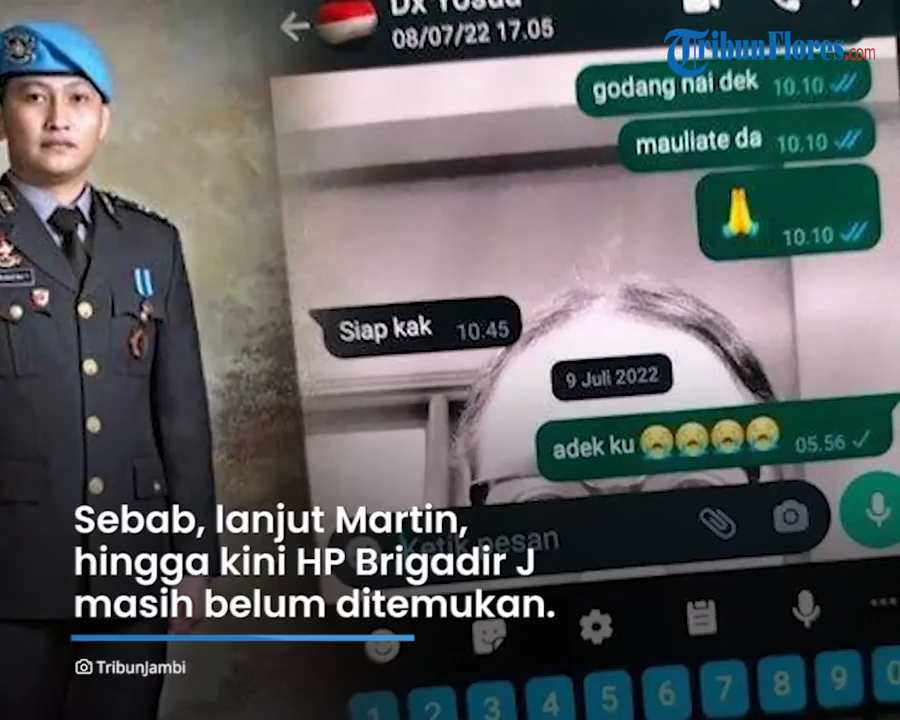 Dx Yosua
08/07/22 17.05
TribunFlores.com
godang nai dek 10.10
mauliate da 10.10
10.10
Siap kak 10.45
9 Juli 2022
adek ku 05.56
Ketik pesan
Sebab, lanjut Martin,
hingga kini HP Brigadir J
masih belum ditemukan.
TribunJambi
1 2 3 4 5 6 7 8 9 0